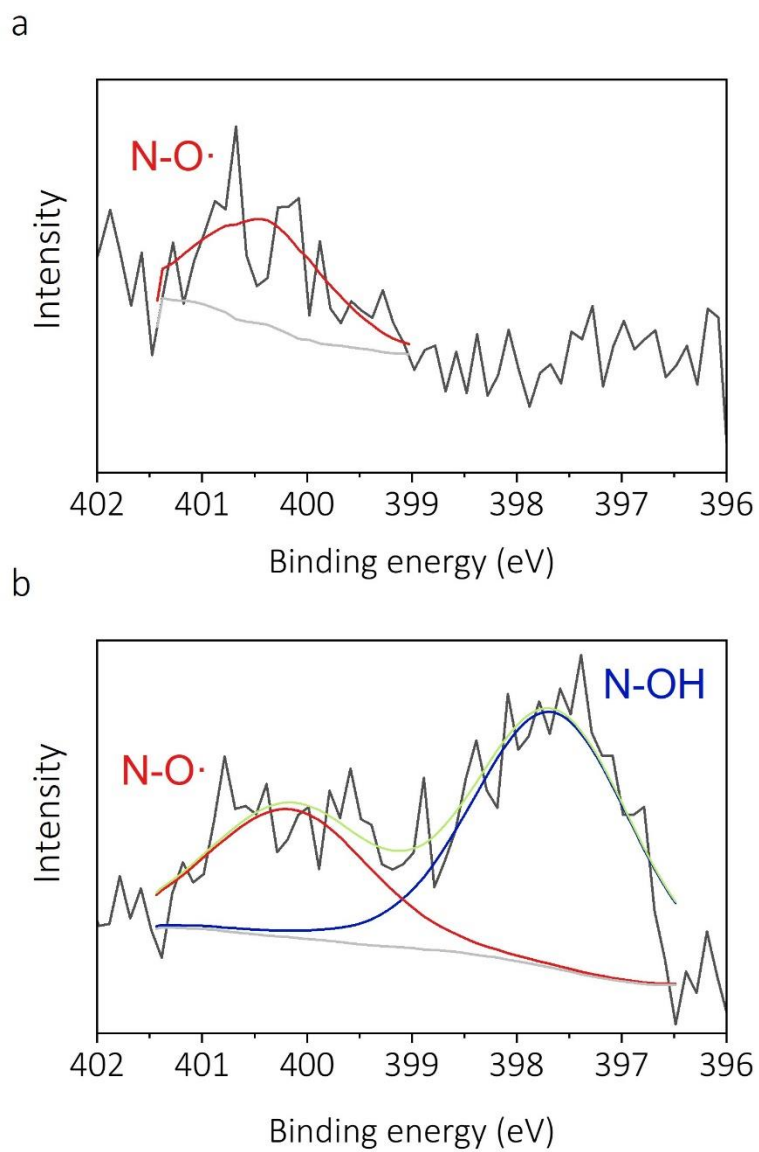 a
N-O·
Intensity
402 401 400 399 398 397 396
Binding energy (eV)
b
N-OH
N-O·
Intensity
402 401 400 399 398 397 396
Binding energy (eV)